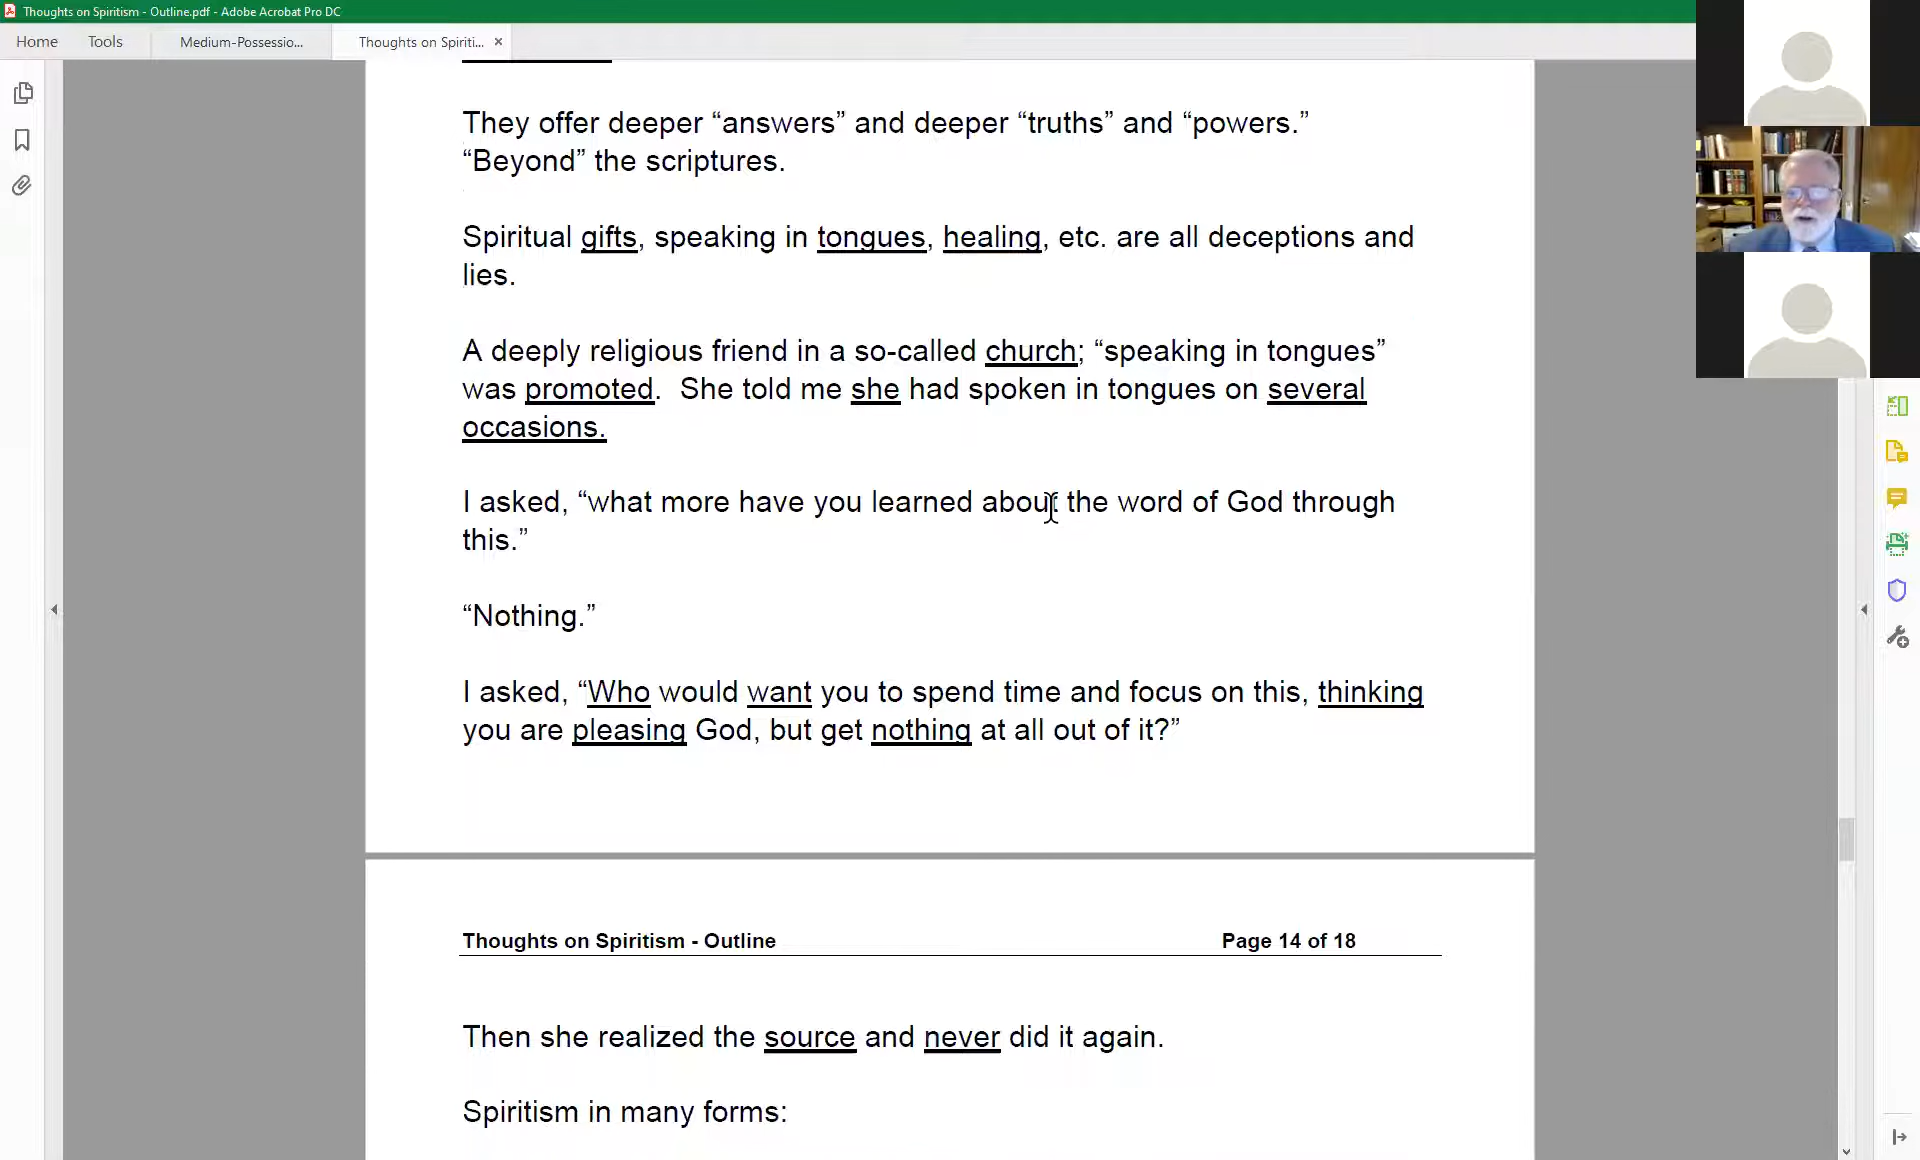 Thoughts on Spiritism - Outline.pdf - Adobe Acrobat Pro DC
Home Tools Medium-Possessio... Thoughts on Spiriti... ×
They offer deeper “answers” and deeper “truths” and “powers.”
“Beyond” the scriptures.
Spiritual gifts, speaking in tongues, healing, etc. are all deceptions and
lies.
A deeply religious friend in a so-called church; “speaking in tongues”
was promoted.  She told me she had spoken in tongues on several
occasions.
I asked, “what more have you learned about the word of God through
this.”
“Nothing.”
I asked, “Who would want you to spend time and focus on this, thinking
you are pleasing God, but get nothing at all out of it?”
Thoughts on Spiritism - Outline Page 14 of 18
Then she realized the source and never did it again.
Spiritism in many forms: